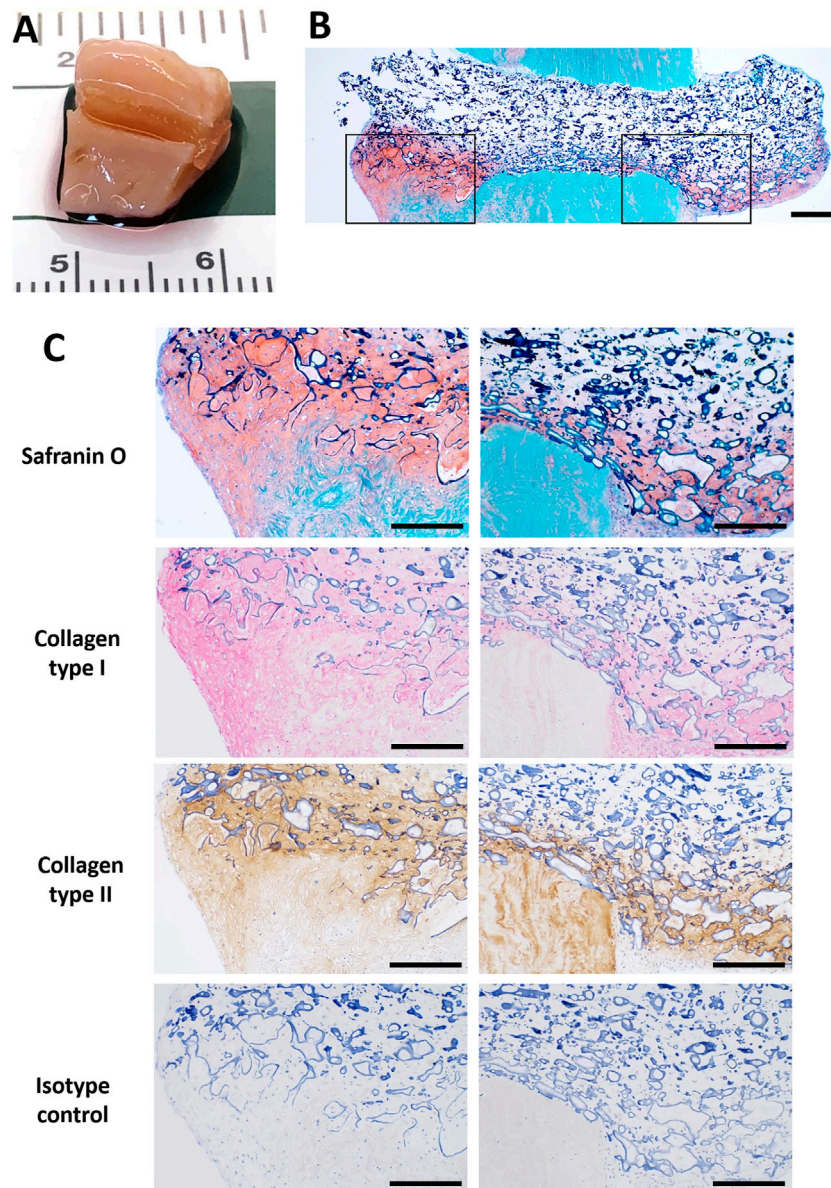 A
2
5
6
B
C
Safranin O
Collagen
type I
Collagen
type II
Isotype
control